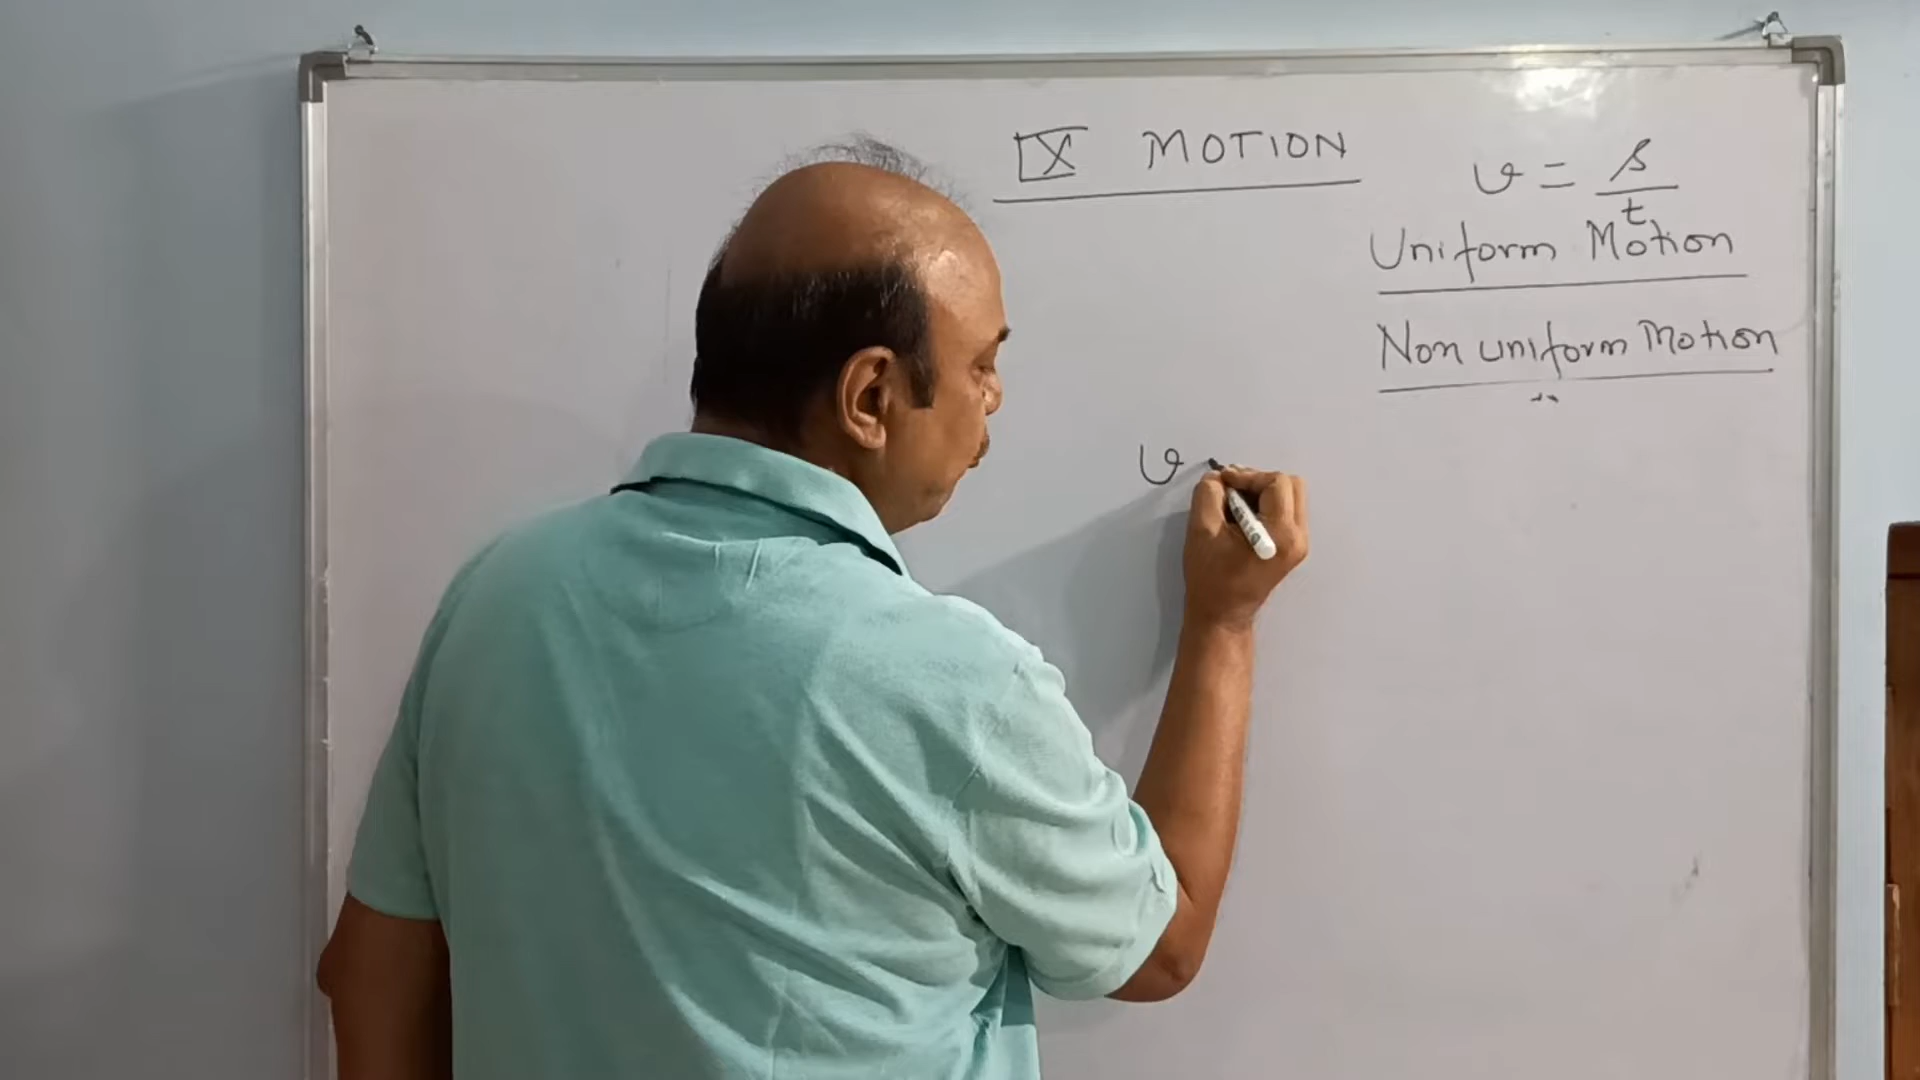 IX MOTION
v = s/t
Uniform Motion
Non uniform Motion
v